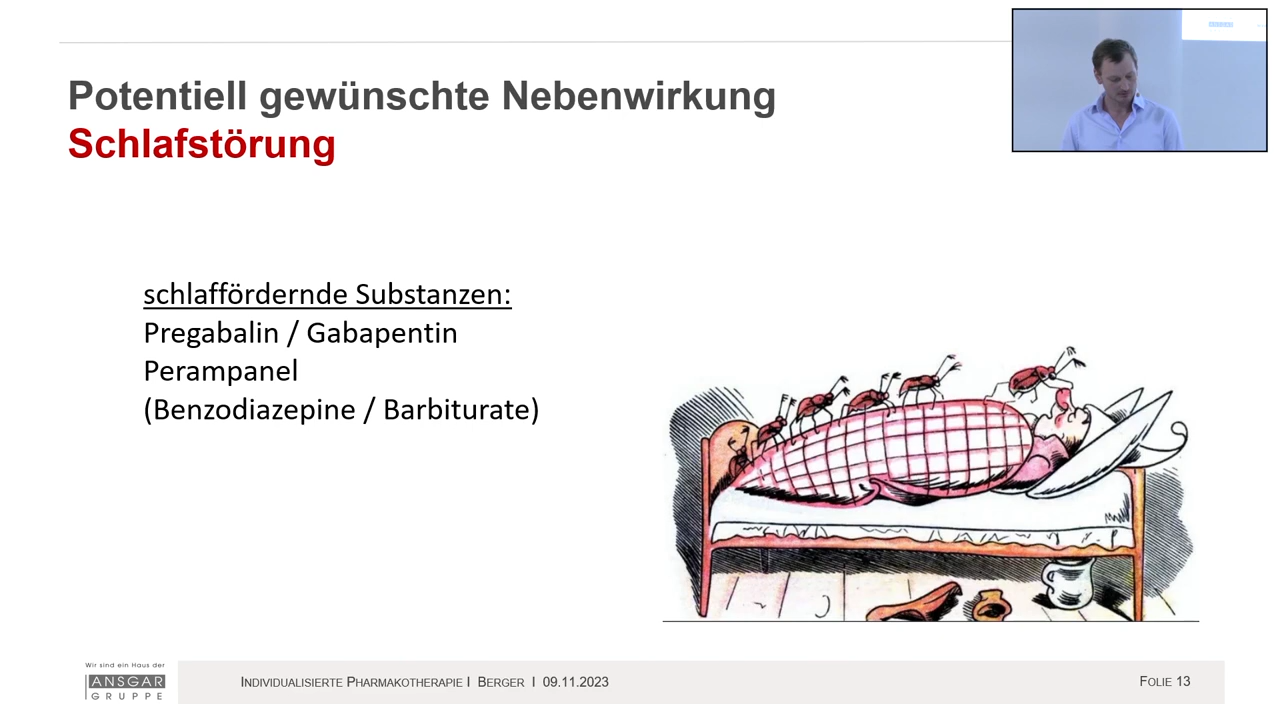 Potentiell gewünschte Nebenwirkung
Schlafstörung
schlaffördernde Substanzen:
Pregabalin / Gabapentin
Perampanel
(Benzodiazepine / Barbiturate)
Wir sind ein Haus der
ANSGAR
GRUPPE
Individualisierte Pharmakotherapie I Berger I 09.11.2023
Folie 13